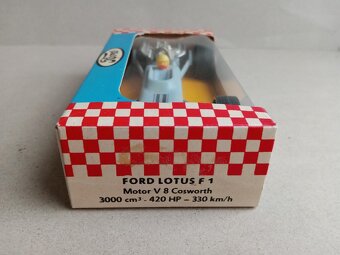 FORD LOTUS F 1
Motor V 8 Cosworth
3000 cm³ - 420 HP – 330 km/h